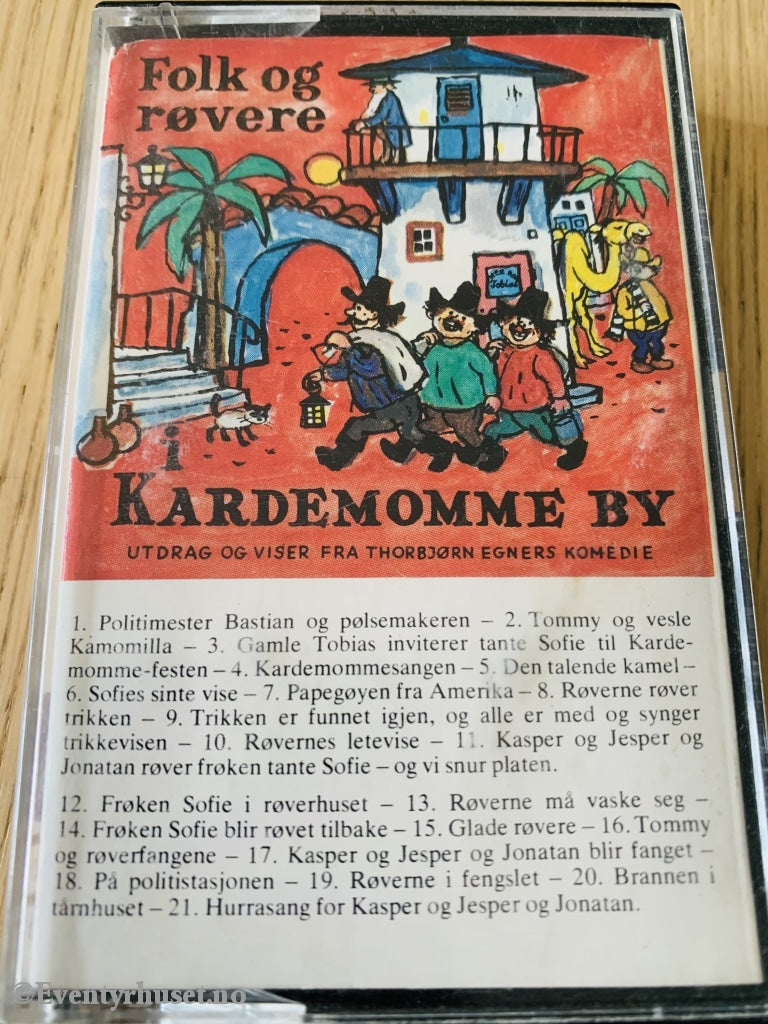 Folk og
røvere
Tobias
i
KARDEMOMME BY
UTDRAG OG VISER FRA THORBJØRN EGNERS KOMEDIE
1. Politimester Bastian og pølsemakeren – 2. Tommy og vesle
Kamomilla – 3. Gamle Tobias inviterer tante Sofie til Karde-
momme-festen – 4. Kardemommesangen – 5. Den talende kamel –
6. Sofies sinte vise – 7. Papegøyen fra Amerika – 8. Røverne røver
trikken – 9. Trikken er funnet igjen, og alle er med og synger
trikkevisen – 10. Røvernes letevise – 11. Kasper og Jesper og
Jonatan røver frøken tante Sofie – og vi snur platen.
12. Frøken Sofie i røverhuset – 13. Røverne må vaske seg –
14. Frøken Sofie blir røvet tilbake – 15. Glade røvere – 16. Tommy
og røverfangene – 17. Kasper og Jesper og Jonatan blir fanget –
18. På politistasjonen – 19. Røverne i fengslet – 20. Brannen i
tårnhuset – 21. Hurrasang for Kasper og Jesper og Jonatan.
©Eventyrhuset.no